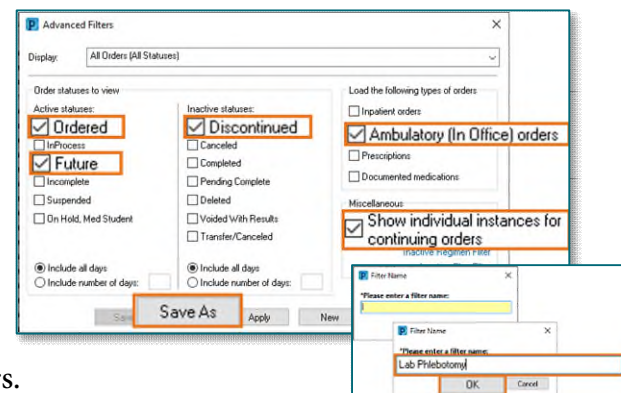 Advanced Filters
Display: All Orders (All Statuses)
Order statuses to view
Active statuses:
Ordered
InProcess
Future
Incomplete
Suspended
On Hold, Med Student
Include all days
Include number of days:
Inactive statuses:
Discontinued
Canceled
Completed
Pending Complete
Deleted
Voided With Results
Transfer/Canceled
Include all days
Include number of days:
Load the following types of orders
Inpatient orders
Ambulatory (In Office) orders
Prescriptions
Documented medications
Miscellaneous
Show individual instances for
continuing orders
Inactive Regimen Filter
Save As
Apply
New
Filter Name
*Please enter a filter name:
Filter Name
*Please enter a filter name:
Lab Phlebotomy
OK
Cancel